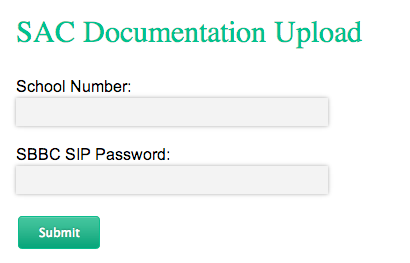 SAC Documentation Upload
School Number:
SBBC SIP Password:
Submit